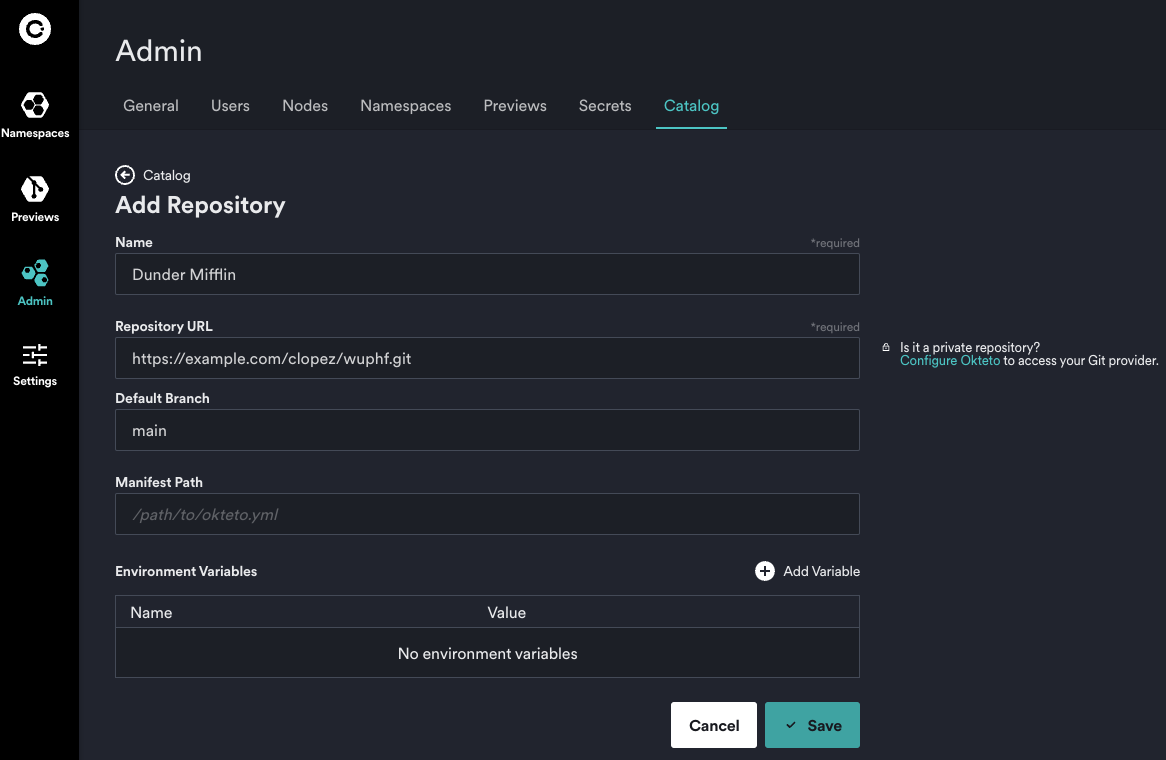 Admin
General Users Nodes Namespaces Previews Secrets Catalog
Namespaces
Previews
Admin
Settings
Catalog
Add Repository
Name *required
Dunder Mifflin
Repository URL *required
https://example.com/clopez/wuphf.git
Is it a private repository?
Configure Okteto to access your Git provider.
Default Branch
main
Manifest Path
/path/to/okteto.yml
Environment Variables Add Variable
Name Value
No environment variables
Cancel Save